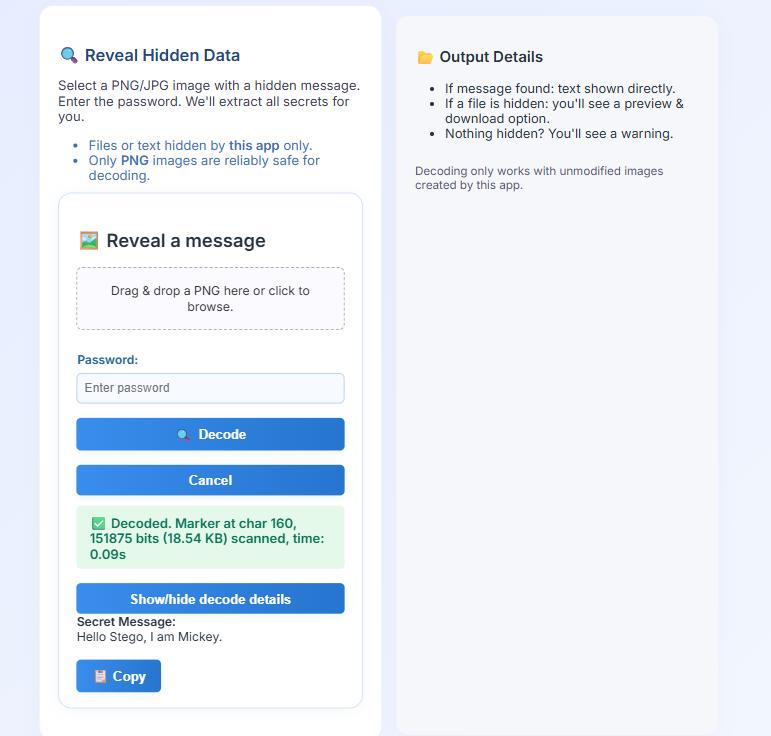 Reveal Hidden Data
Select a PNG/JPG image with a hidden message.
Enter the password. We'll extract all secrets for
you.
Files or text hidden by this app only.
Only PNG images are reliably safe for
decoding.
Reveal a message
Drag & drop a PNG here or click to
browse.
Password:
Enter password
Decode
Cancel
Decoded. Marker at char 160,
151875 bits (18.54 KB) scanned, time:
0.09s
Show/hide decode details
Secret Message:
Hello Stego, I am Mickey.
Copy
Output Details
If message found: text shown directly.
If a file is hidden: you'll see a preview &
download option.
Nothing hidden? You'll see a warning.
Decoding only works with unmodified images
created by this app.